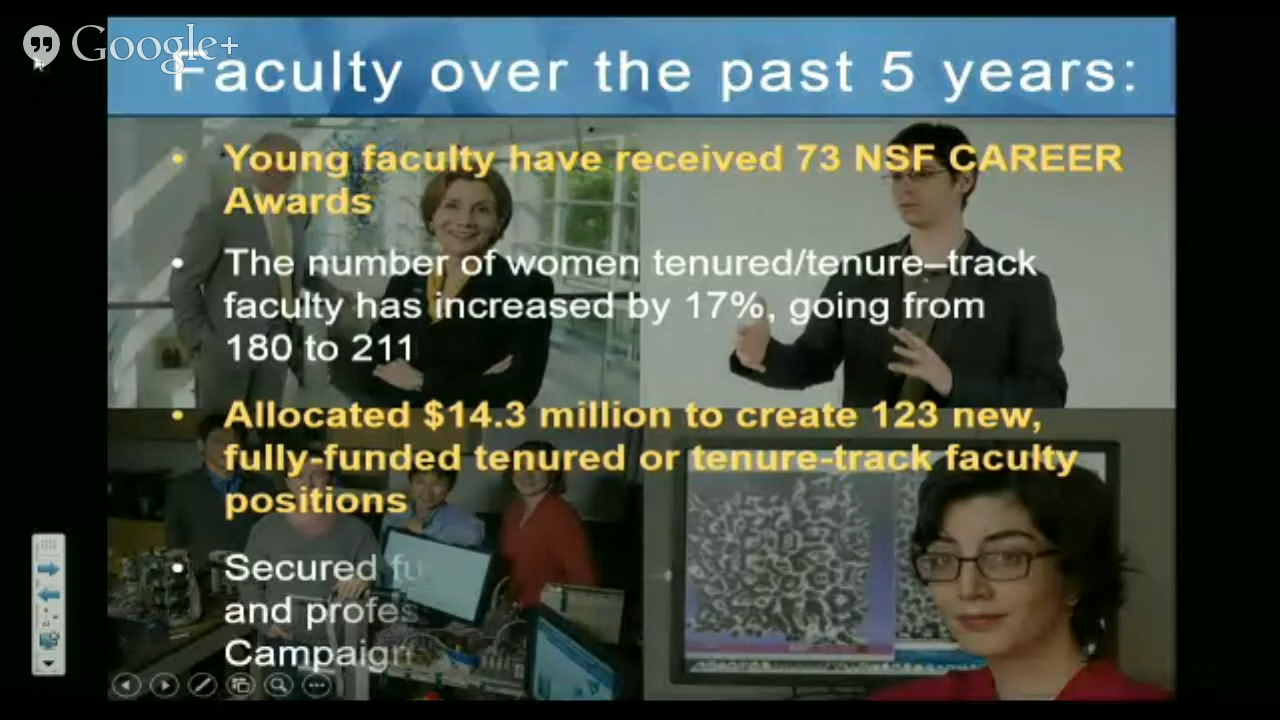 Google+
Faculty over the past 5 years:
• Young faculty have received 73 NSF CAREER
Awards
• The number of women tenured/tenure–track
faculty has increased by 17%, going from
180 to 211
• Allocated $14.3 million to create 123 new,
fully-funded tenured or tenure-track faculty
positions
• Secured
and
Campaign